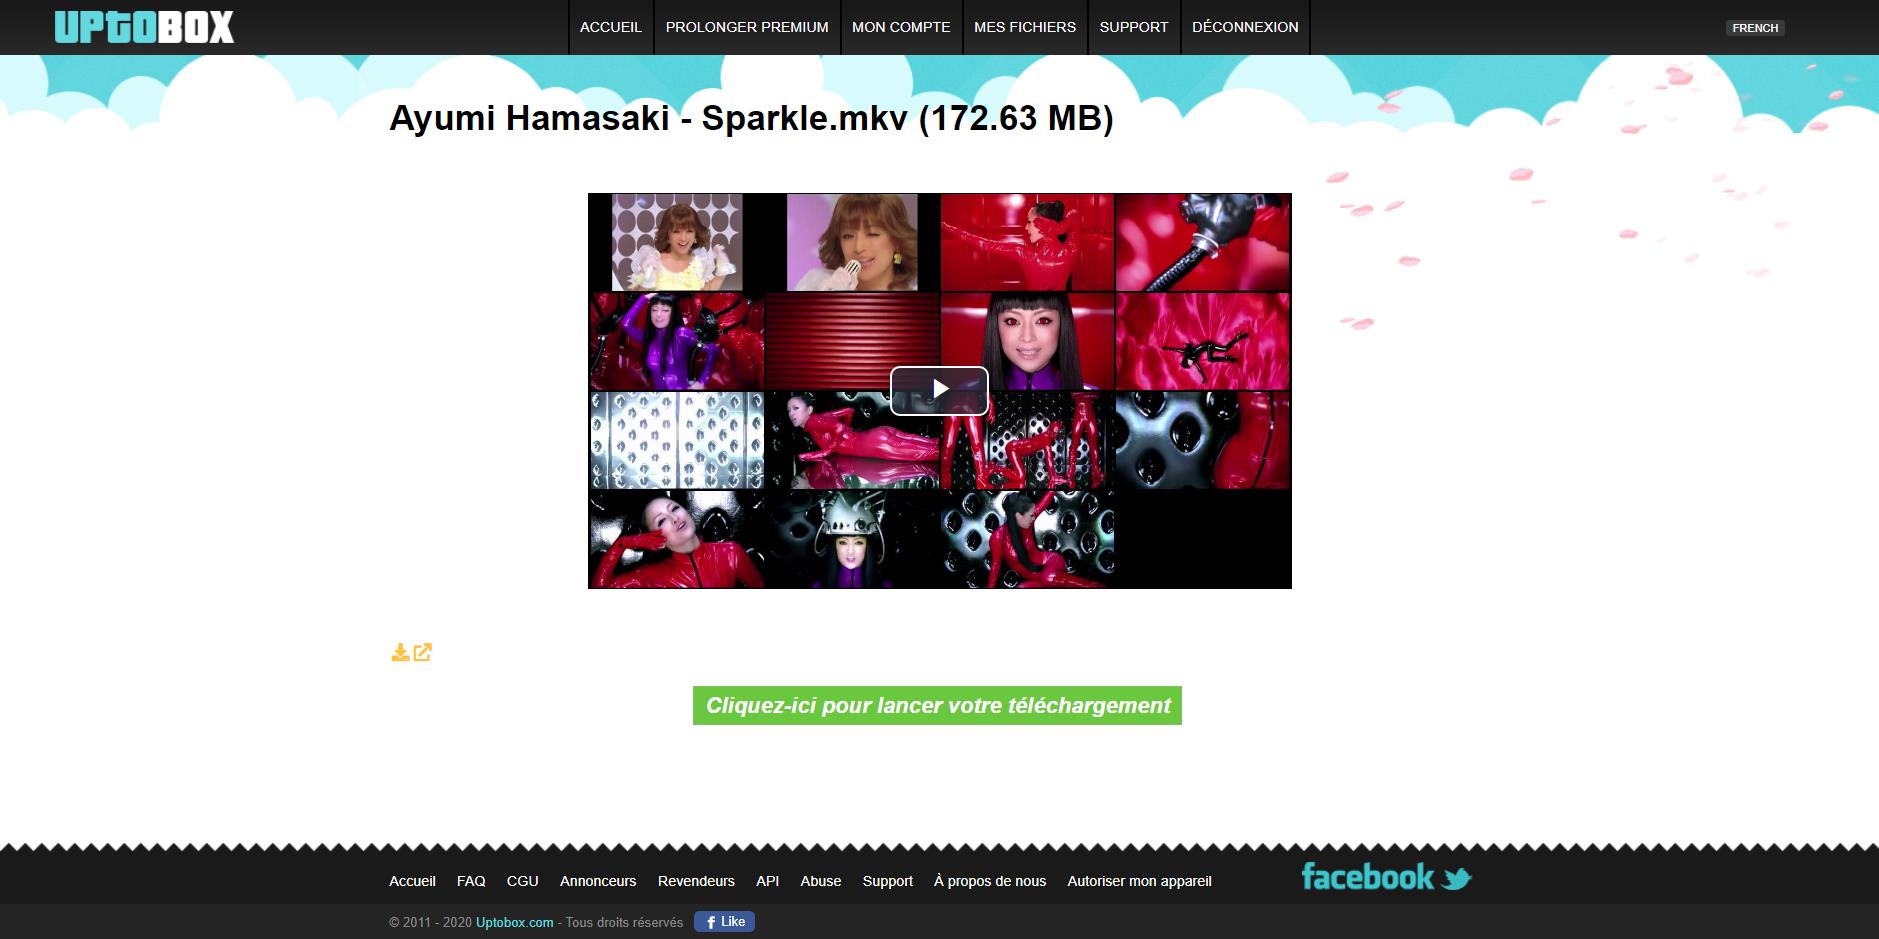 UPTOBOX
ACCUEIL PROLONGER PREMIUM MON COMPTE MES FICHIERS SUPPORT DÉCONNEXION
FRENCH
Ayumi Hamasaki - Sparkle.mkv (172.63 MB)
Cliquez-ici pour lancer votre téléchargement
Accueil FAQ CGU Annonceurs Revendeurs API Abuse Support À propos de nous Autoriser mon appareil
facebook
© 2011 - 2020 Uptobox.com - Tous droits réservés
Like